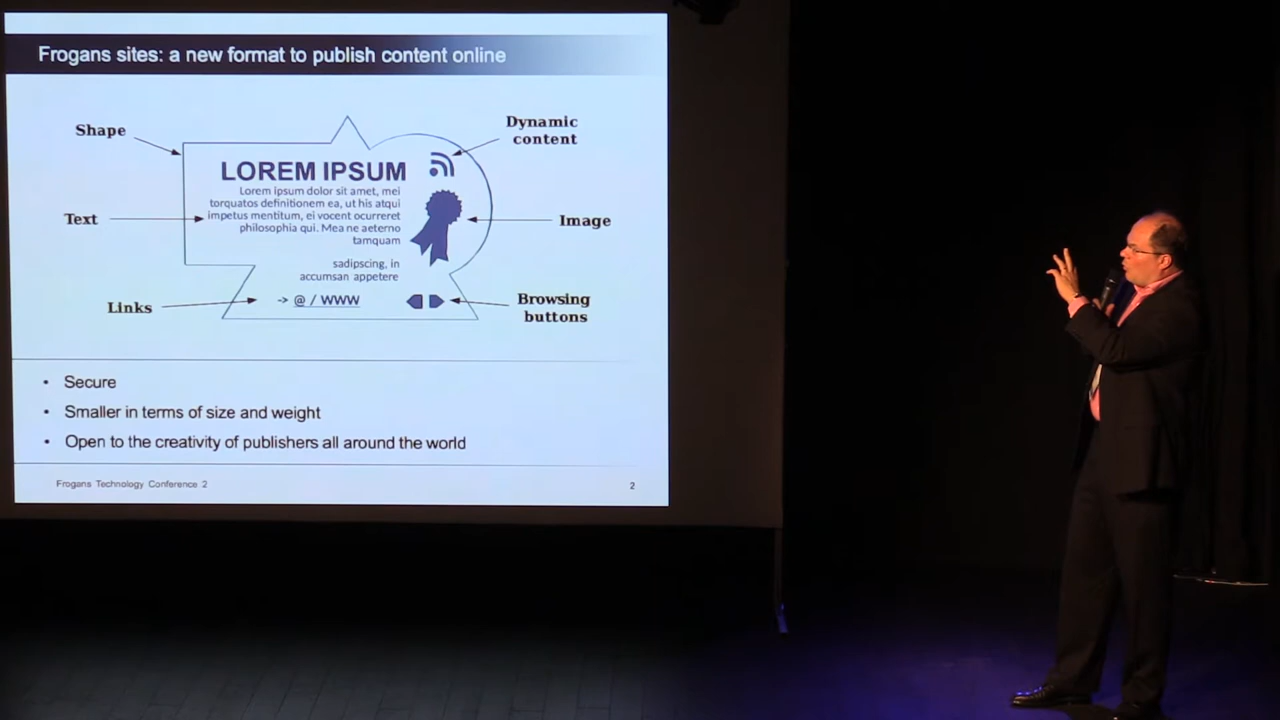 Frogans sites: a new format to publish content online
Shape
Dynamic
content
LOREM IPSUM
Lorem ipsum dolor sit amet, mei
torquatos definitionem ea, ut his atqui
impetus mentitum, ei vocent ocurreret
philosophia qui. Mea ne aeterno
tamquam
Text
Image
sadipscing, in
accumsan appetere
Links
-> @ / WWW
Browsing
buttons
• Secure
• Smaller in terms of size and weight
• Open to the creativity of publishers all around the world
Frogans Technology Conference 2
2